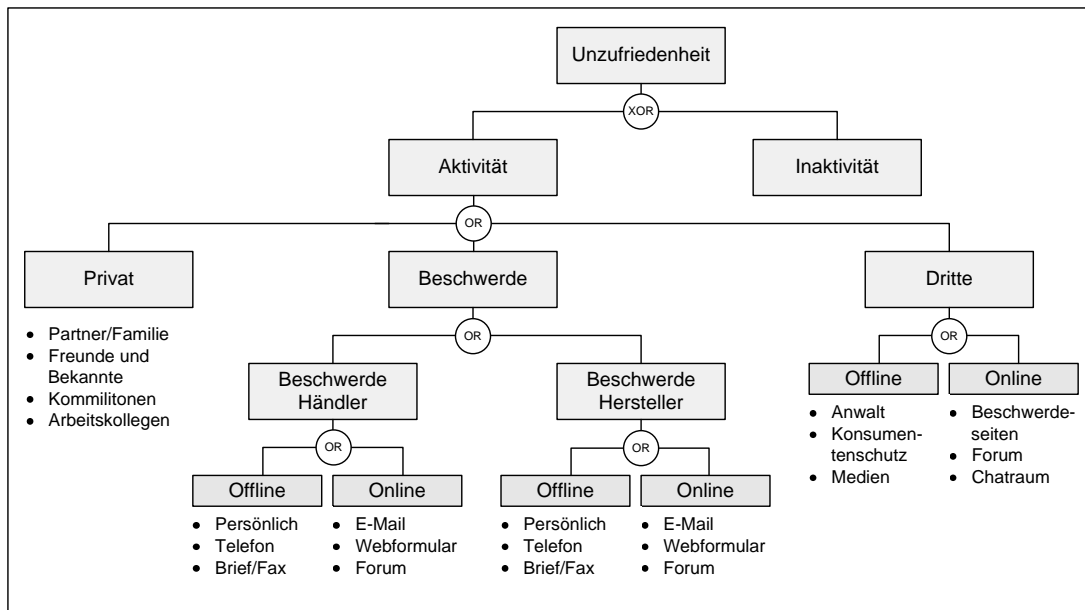 Unzufriedenheit
XOR
Aktivität
Inaktivität
OR
Privat
Beschwerde
Dritte
• Partner/Familie
• Freunde und
Bekannte
• Kommilitonen
• Arbeitskollegen
OR
OR
Beschwerde
Händler
Beschwerde
Hersteller
Offline
Online
• Anwalt
• Konsumen-
tenschutz
• Medien
• Beschwerde-
seiten
• Forum
• Chatraum
OR
OR
Offline
Online
Offline
Online
• Persönlich
• Telefon
• Brief/Fax
• E-Mail
• Webformular
• Forum
• Persönlich
• Telefon
• Brief/Fax
• E-Mail
• Webformular
• Forum